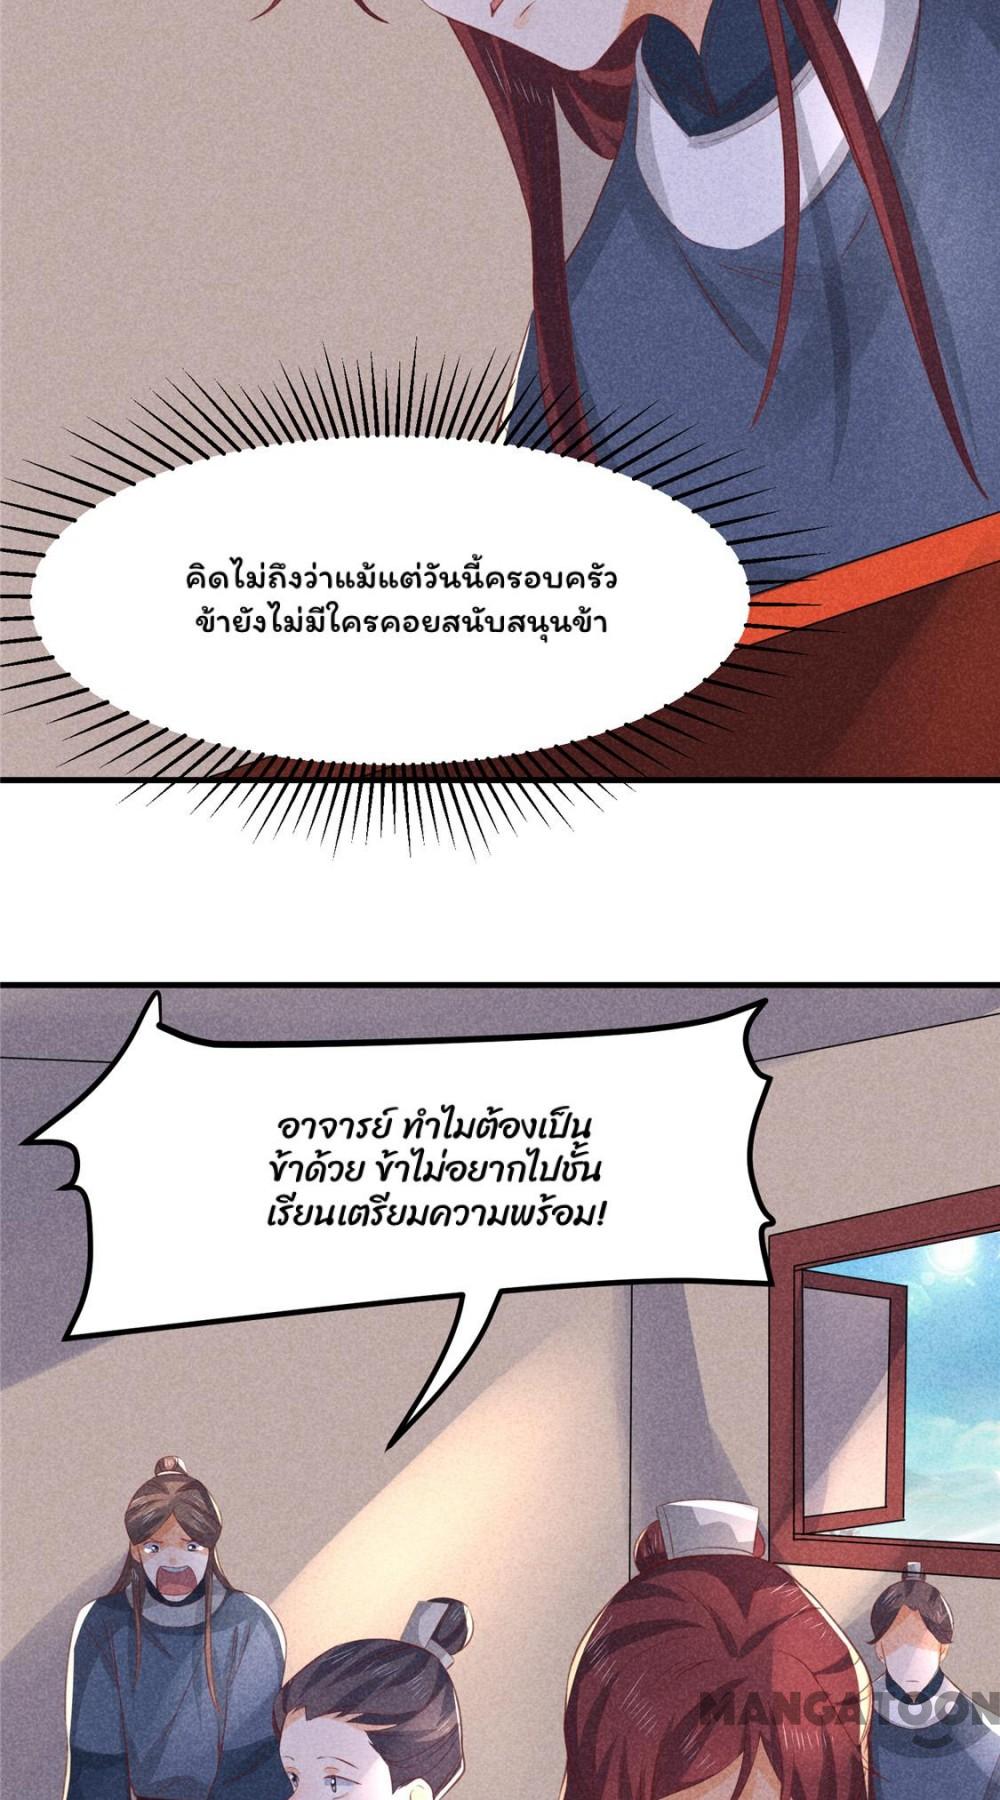 คิดไม่ถึงว่าแม้แต่วันนี้ครอบครัว
ข้ายังไม่มีใครคอยสนับสนุนข้า
อาจารย์ ทำไมต้องเป็น
ข้าด้วย ข้าไม่อยากไปชั้น
เรียนเตรียมความพร้อม!
MANGATOON